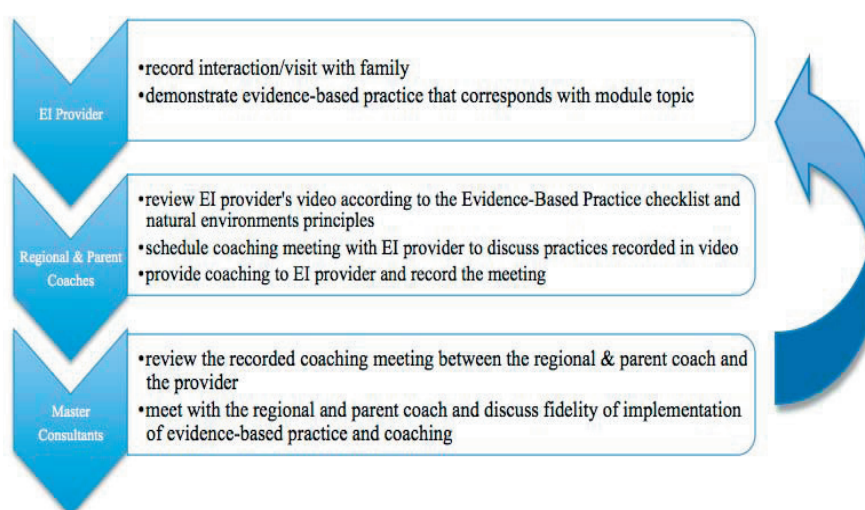 •record interaction/visit with family
•demonstrate evidence-based practice that corresponds with module topic
EI Provider
•review EI provider's video according to the Evidence-Based Practice checklist and
natural environments principles
•schedule coaching meeting with EI provider to discuss practices recorded in video
•provide coaching to EI provider and record the meeting
Regional & Parent
Coaches
•review the recorded coaching meeting between the regional & parent coach and
the provider
•meet with the regional and parent coach and discuss fidelity of implementation
of evidence-based practice and coaching
Master
Consultants